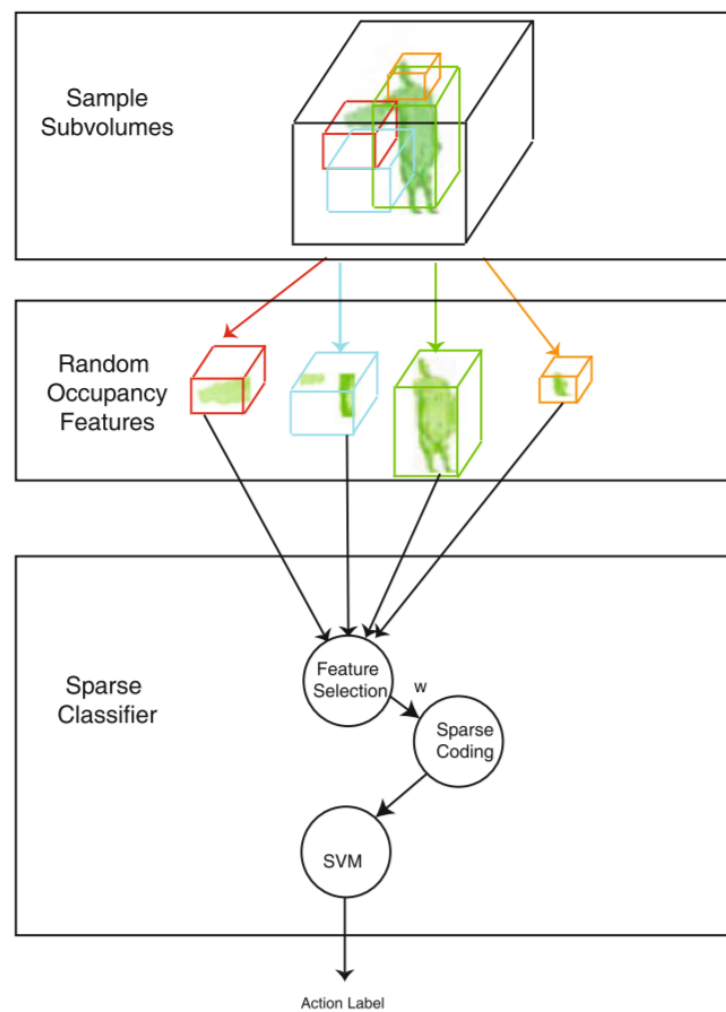 Sample
Subvolumes
Random
Occupancy
Features
Sparse
Classifier
Feature
Selection
w
Sparse
Coding
SVM
Action Label